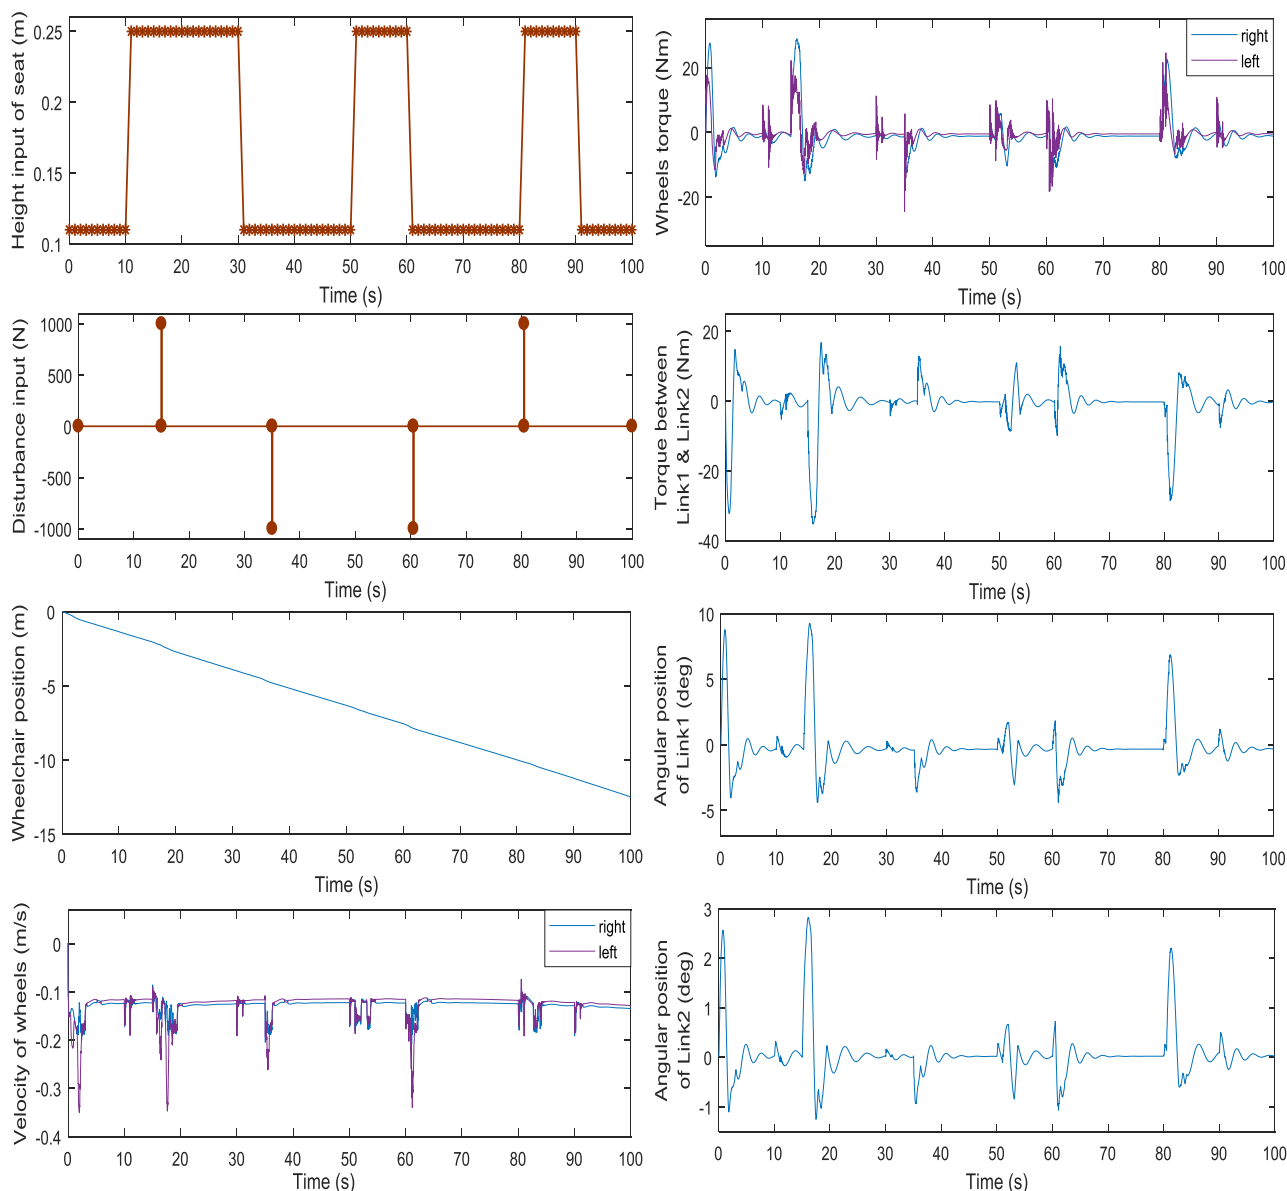 Height input of seat (m)
0.25
0.2
0.15
0.1
0 10 20 30 40 50 60 70 80 90 100
Time (s)
Wheels torque (Nm)
20
0
-20
right
left
0 10 20 30 40 50 60 70 80 90 100
Time (s)
Disturbance input (N)
1000
500
0
-500
-1000
0 10 20 30 40 50 60 70 80 90 100
Time (s)
Torque between
Link1 & Link2 (Nm)
20
0
-20
-40
0 10 20 30 40 50 60 70 80 90 100
Time (s)
Wheelchair position (m)
0
-5
-10
-15
0 10 20 30 40 50 60 70 80 90 100
Time (s)
Angular position
of Link1 (deg)
10
5
0
-5
0 10 20 30 40 50 60 70 80 90 100
Time (s)
Velocity of wheels (m/s)
0
-0.1
-0.2
-0.3
-0.4
right
left
0 10 20 30 40 50 60 70 80 90 100
Time (s)
Angular position
of Link2 (deg)
3
2
1
0
-1
0 10 20 30 40 50 60 70 80 90 100
Time (s)